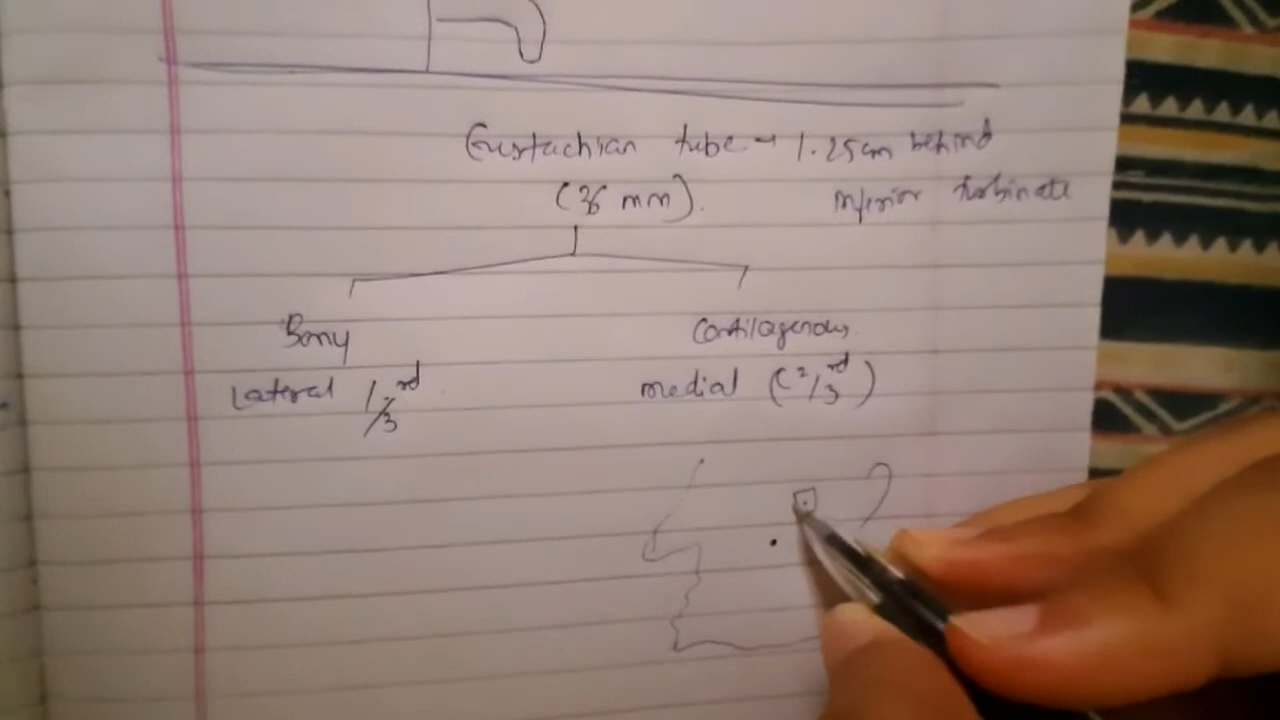 Eustachian tube → 1.25cm behind
(36 mm). inferior turbinate
Bony cartilagenous
Lateral 1/3rd medial (2/3rd)